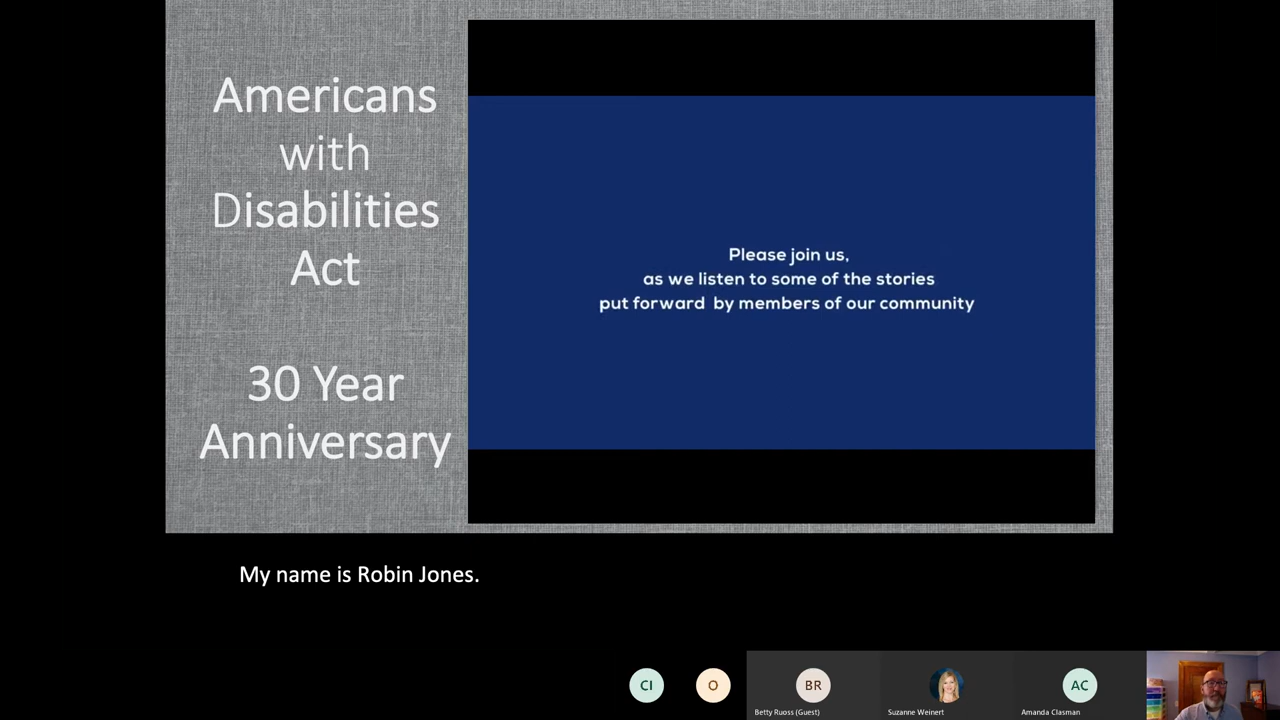 Americans
with
Disabilities
Act
30 Year
Anniversary
Please join us,
as we listen to some of the stories
put forward by members of our community
My name is Robin Jones.
CI
O
BR
AC
Betty Ruoss (Guest)
Suzanne Weinert
Amanda Clasman